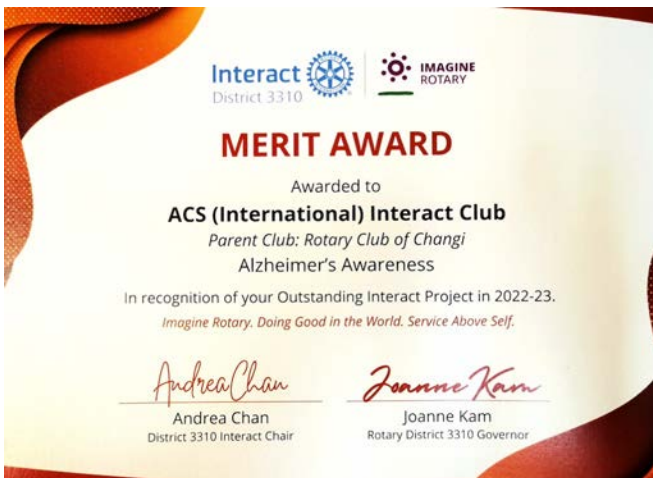 Interact
District 3310
IMAGINE
ROTARY
MERIT AWARD
Awarded to
ACS (International) Interact Club
Parent Club: Rotary Club of Changi
Alzheimer's Awareness
In recognition of your Outstanding Interact Project in 2022-23.
Imagine Rotary. Doing Good in the World. Service Above Self.
Andrea Chan
Joanne Kam
Andrea Chan
Joanne Kam
District 3310 Interact Chair
Rotary District 3310 Governor